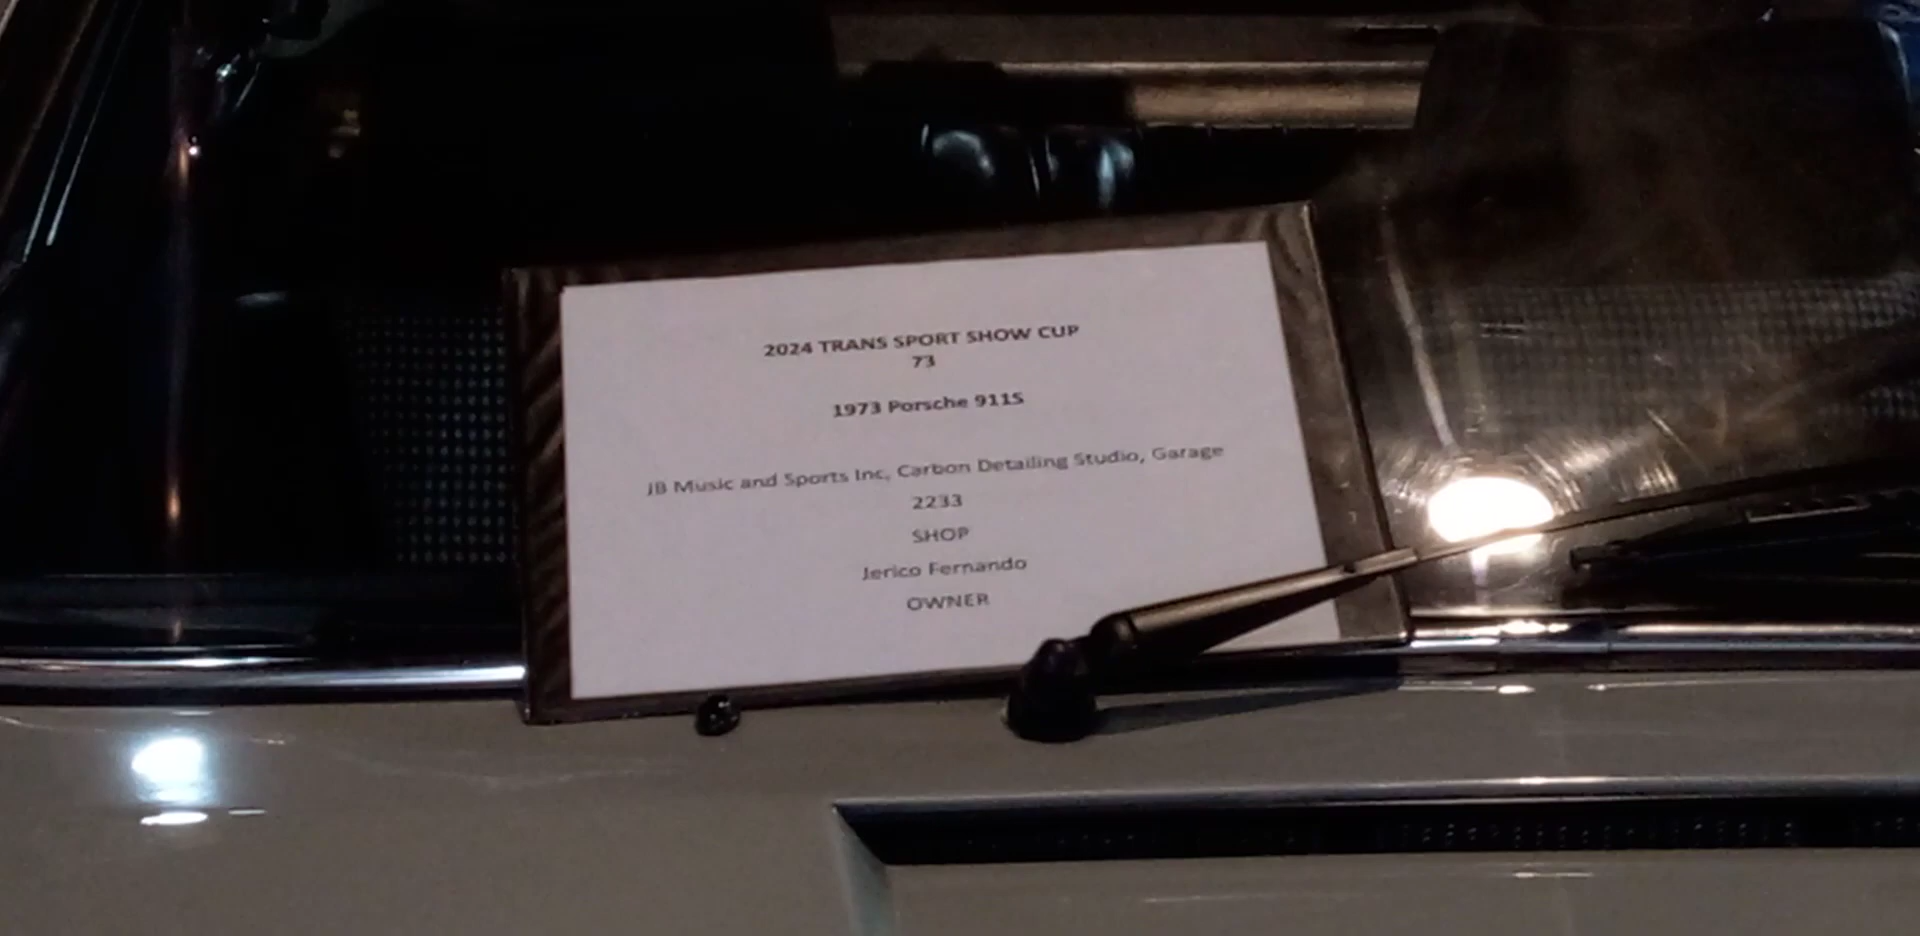 2024 TRANS SPORT SHOW CUP
73
1973 Porsche 911S
JB Music and Sports Inc, Carbon Detailing Studio, Garage
2233
SHOP
Jerico Fernando
OWNER